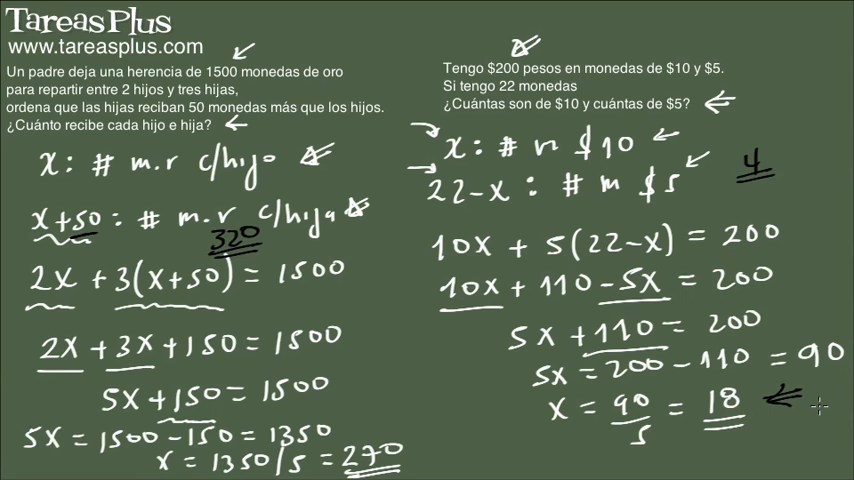 TareasPlus
www.tareasplus.com
Un padre deja una herencia de 1500 monedas de oro
para repartir entre 2 hijos y tres hijas,
ordena que las hijas reciban 50 monedas más que los hijos.
¿Cuánto recibe cada hijo e hija?
x: # m.r c/hijo
x+50: # m.r c/hija
320
2x + 3(x+50) = 1500
2x + 3x + 150 = 1500
5x + 150 = 1500
5x = 1500 - 150 = 1350
x = 1350/5 = 270
Tengo $200 pesos en monedas de $10 y $5.
Si tengo 22 monedas
¿Cuántas son de $10 y cuántas de $5?
x: # m $10
22-x: # m $5
4
10x + 5(22-x) = 200
10x + 110 - 5x = 200
5x + 110 = 200
5x = 200 - 110 = 90
x = 90/5 = 18